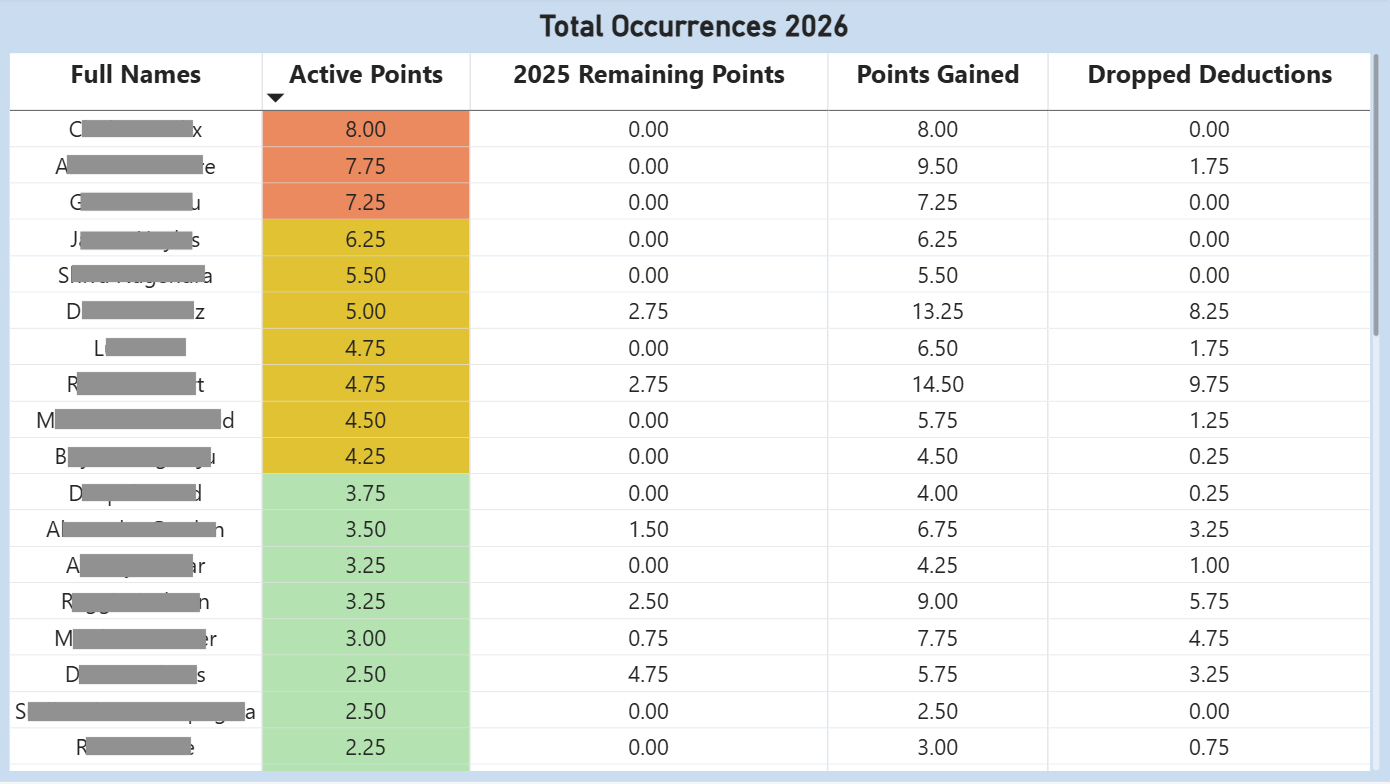 Total Occurrences 2026
Full Names Active Points 2025 Remaining Points Points Gained Dropped Deductions
8.00 0.00 8.00 0.00
7.75 0.00 9.50 1.75
7.25 0.00 7.25 0.00
6.25 0.00 6.25 0.00
5.50 0.00 5.50 0.00
5.00 2.75 13.25 8.25
4.75 0.00 6.50 1.75
4.75 2.75 14.50 9.75
4.50 0.00 5.75 1.25
4.25 0.00 4.50 0.25
3.75 0.00 4.00 0.25
3.50 1.50 6.75 3.25
3.25 0.00 4.25 1.00
3.25 2.50 9.00 5.75
3.00 0.75 7.75 4.75
2.50 4.75 5.75 3.25
2.50 0.00 2.50 0.00
2.25 0.00 3.00 0.75